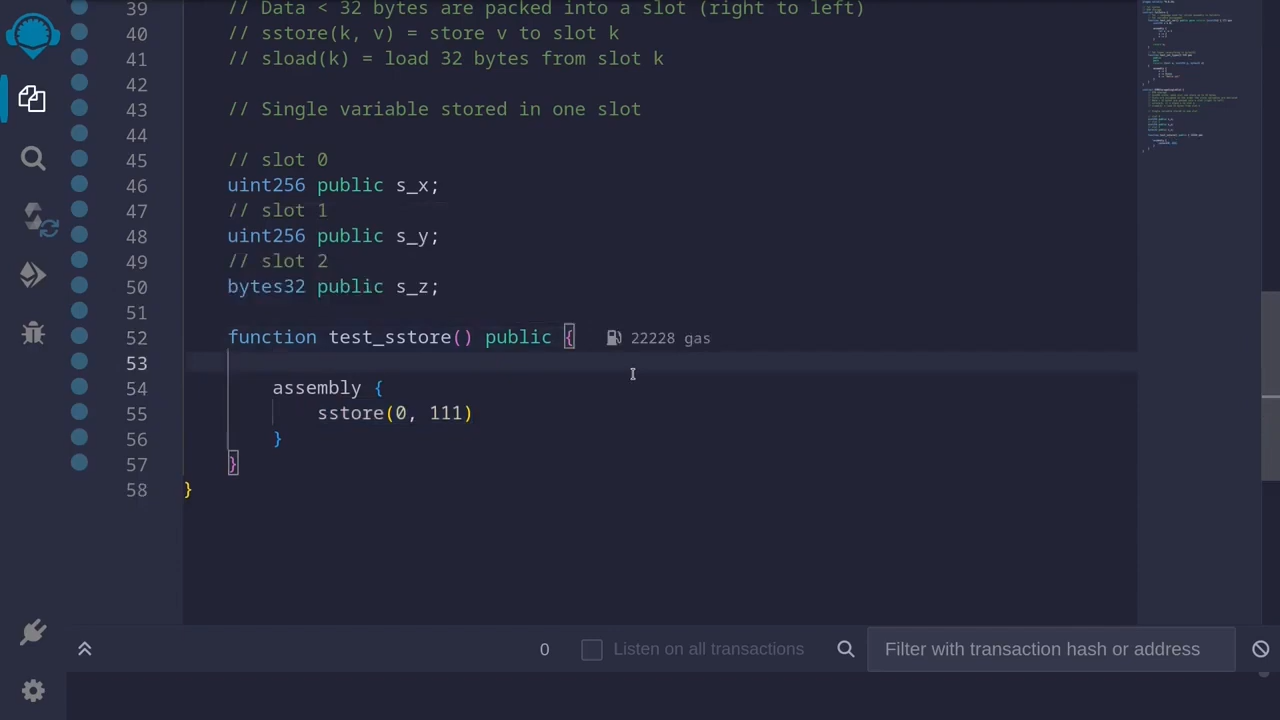 39 // Data < 32 bytes are packed into a slot (right to left)
40 // sstore(k, v) = store v to slot k
41 // sload(k) = load 32 bytes from slot k
42
43 // Single variable stored in one slot
44
45 // slot 0
46 uint256 public s_x;
47 // slot 1
48 uint256 public s_y;
49 // slot 2
50 bytes32 public s_z;
51
52 function test_sstore() public { 22228 gas
53
54 assembly {
55 sstore(0, 111)
56 }
57 }
58 }
0 Listen on all transactions Filter with transaction hash or address